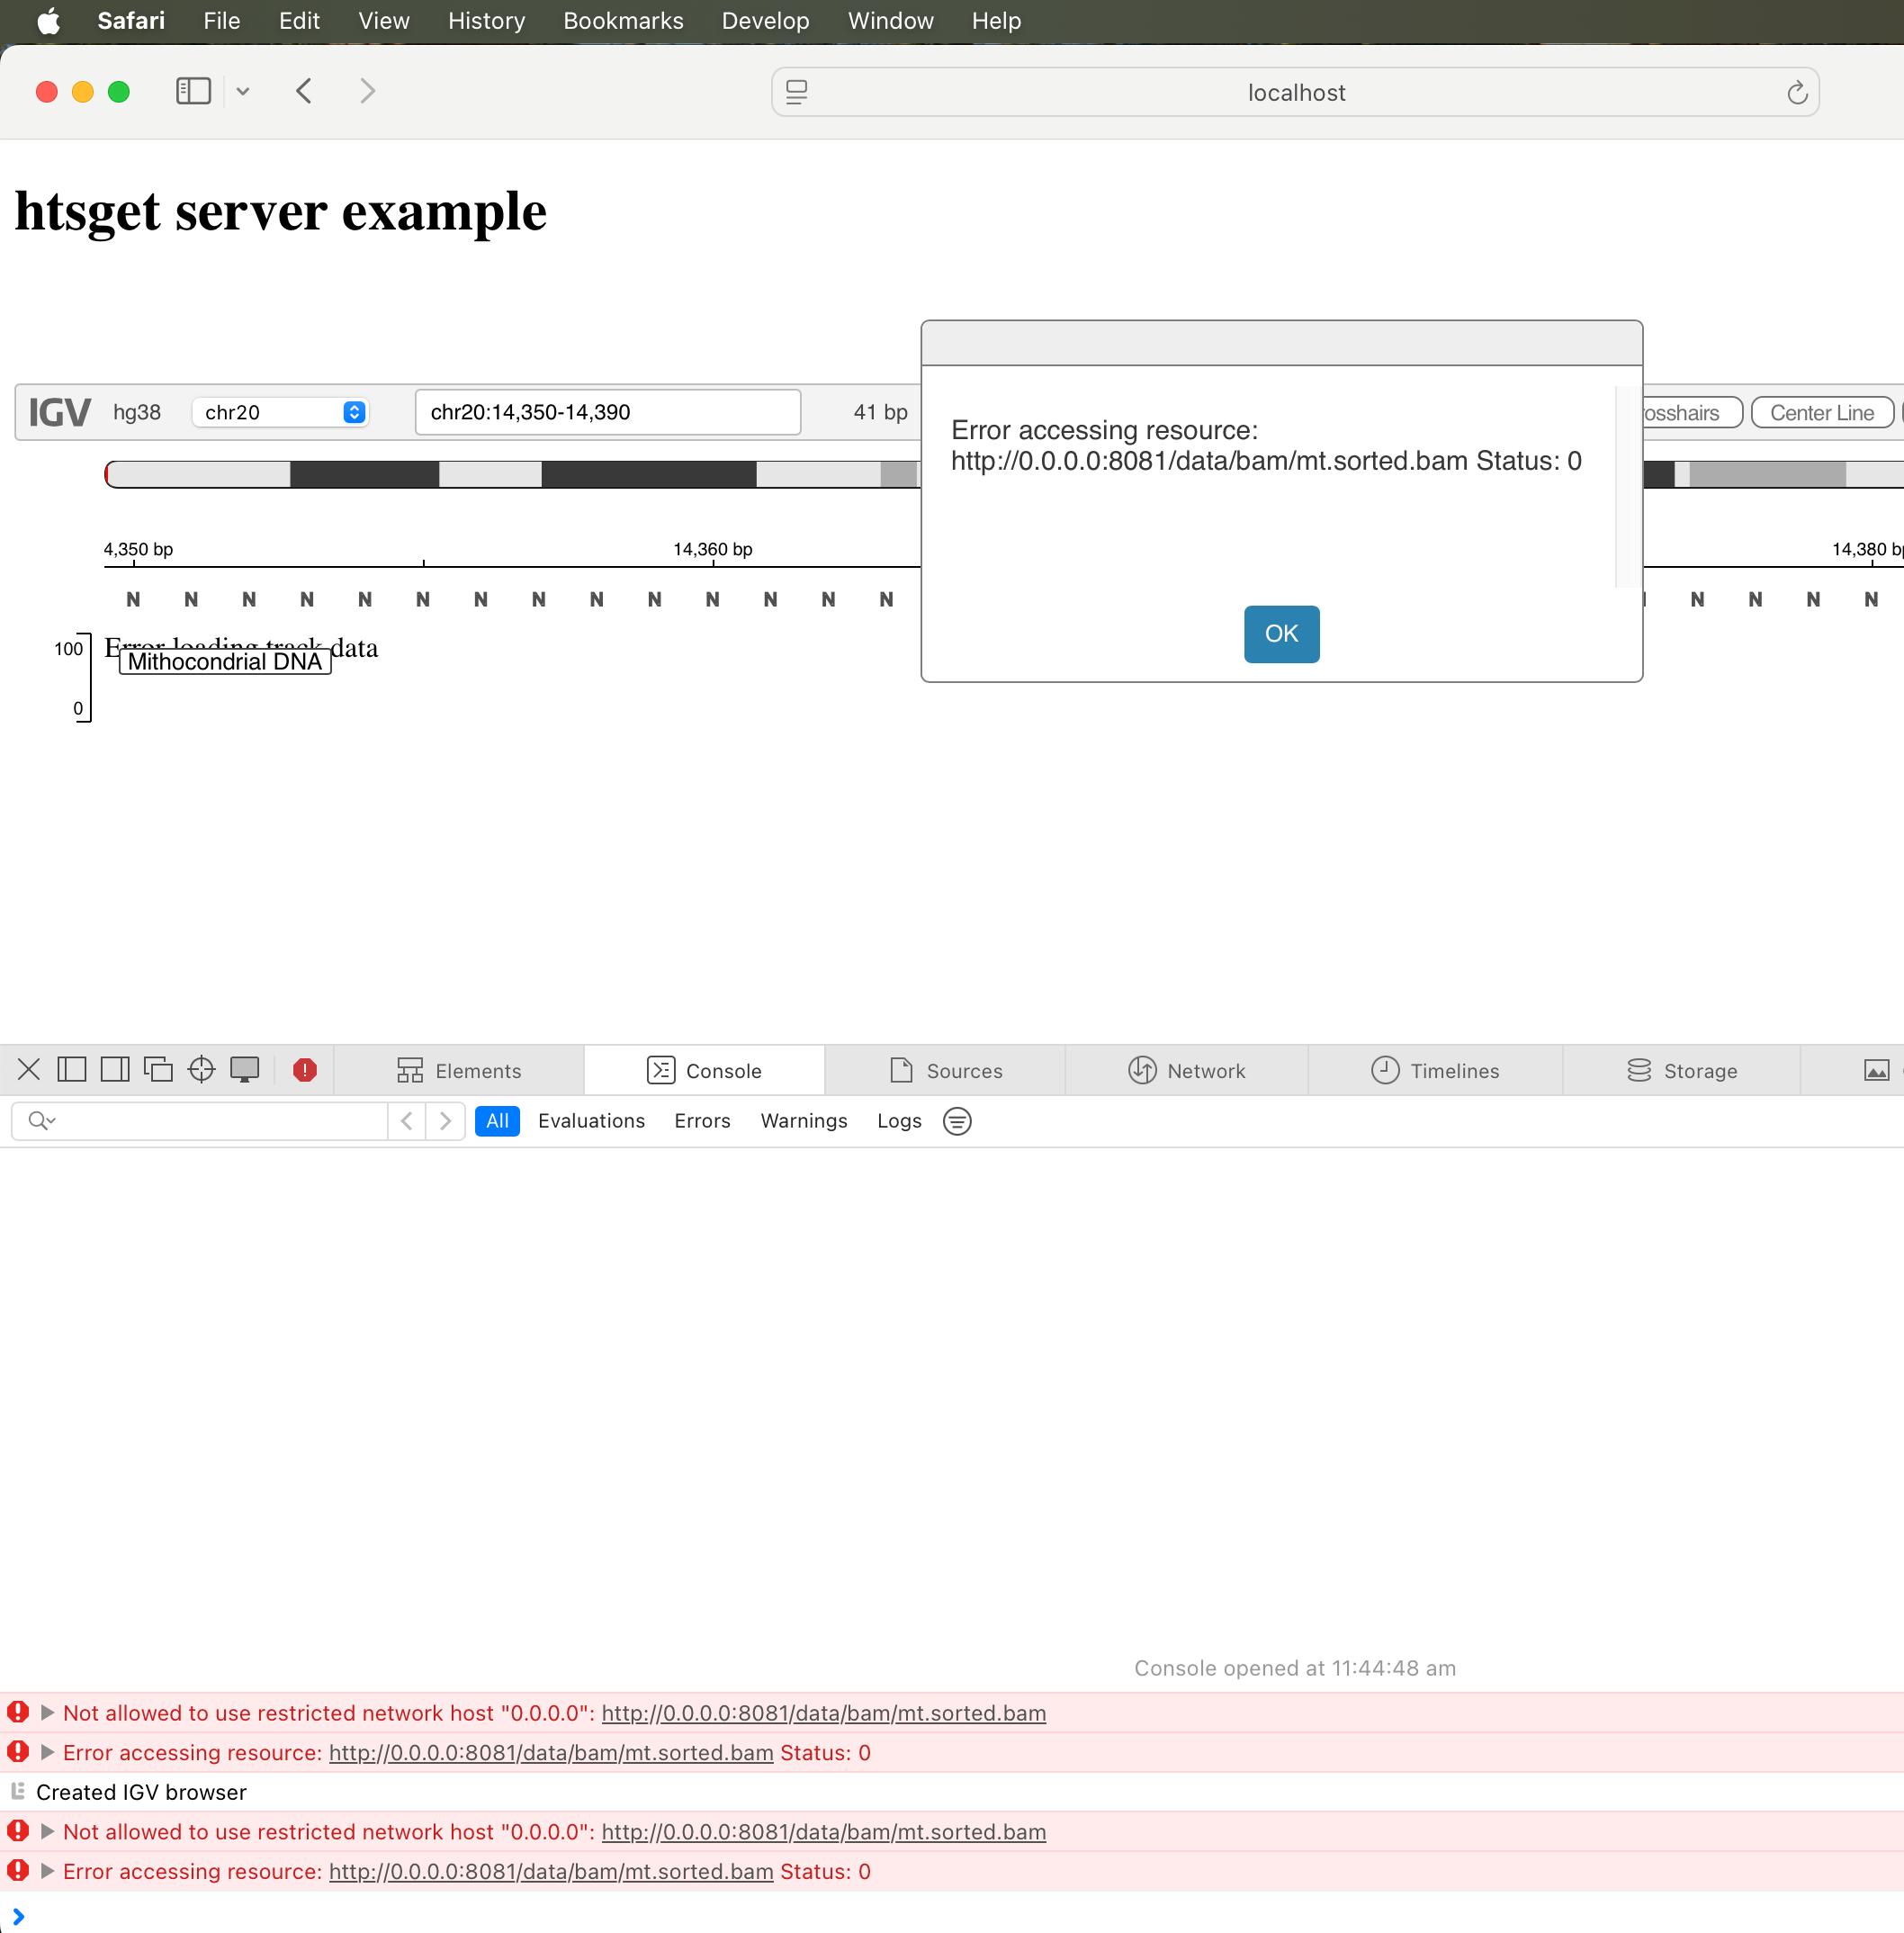 Safari File Edit View History Bookmarks Develop Window Help
localhost
htsget server example
IGV hg38 chr20 chr20:14,350-14,390 41 bp osshairs Center Line
Error accessing resource:
http://0.0.0.0:8081/data/bam/mt.sorted.bam Status: 0
OK
4,350 bp 14,360 bp 14,380 bp
N N N N N N N N N N N N N N N N N N
100 Error loading track data
Mithocondrial DNA
0
Elements Console Sources Network Timelines Storage
All Evaluations Errors Warnings Logs
Console opened at 11:44:48 am
Not allowed to use restricted network host "0.0.0.0": http://0.0.0.0:8081/data/bam/mt.sorted.bam
Error accessing resource: http://0.0.0.0:8081/data/bam/mt.sorted.bam Status: 0
Created IGV browser
Not allowed to use restricted network host "0.0.0.0": http://0.0.0.0:8081/data/bam/mt.sorted.bam
Error accessing resource: http://0.0.0.0:8081/data/bam/mt.sorted.bam Status: 0